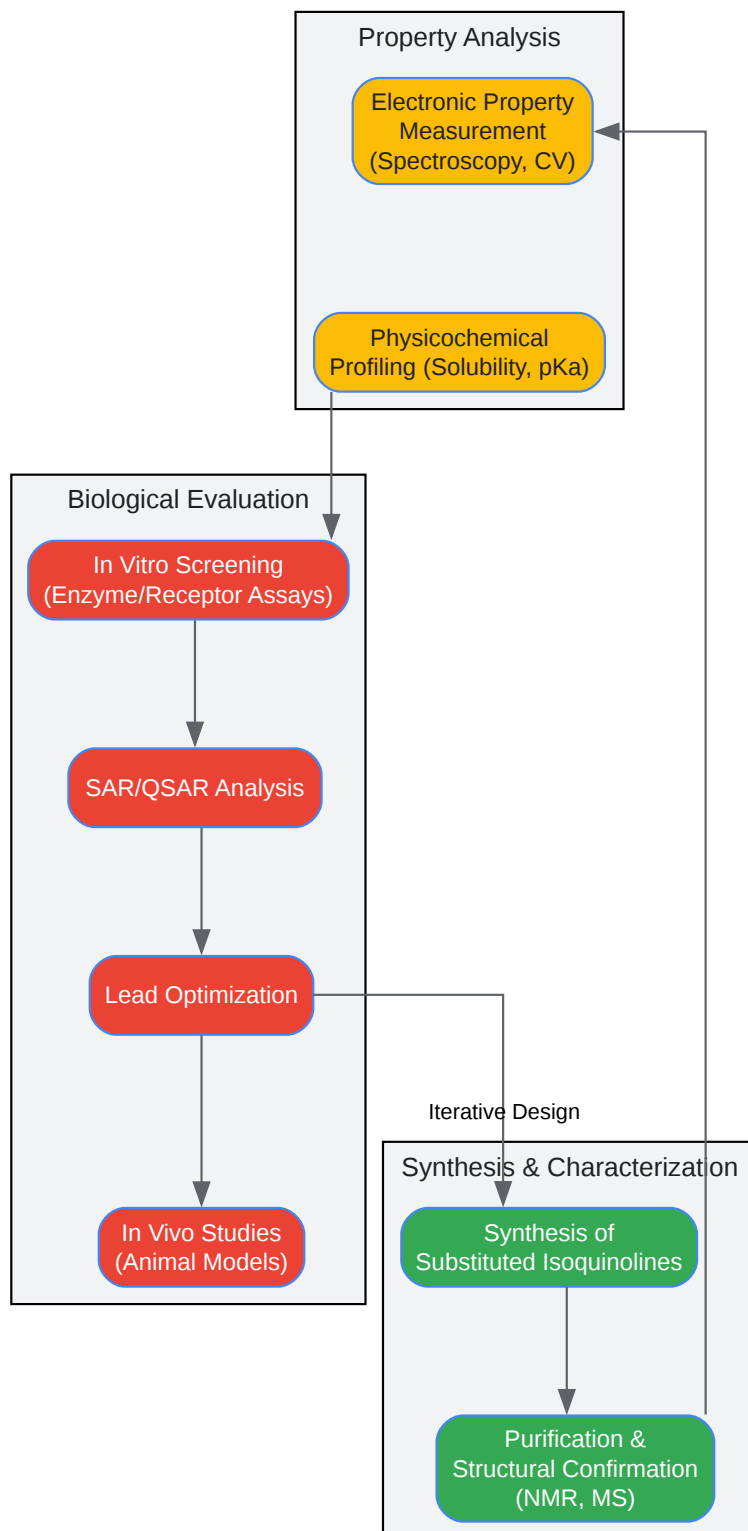 Property Analysis
Electronic Property
Measurement
(Spectroscopy, CV)
Physicochemical
Profiling (Solubility, pKa)
Biological Evaluation
In Vitro Screening
(Enzyme/Receptor Assays)
SAR/QSAR Analysis
Lead Optimization
In Vivo Studies
(Animal Models)
Iterative Design
Synthesis & Characterization
Synthesis of
Substituted Isoquinolines
Purification &
Structural Confirmation
(NMR, MS)